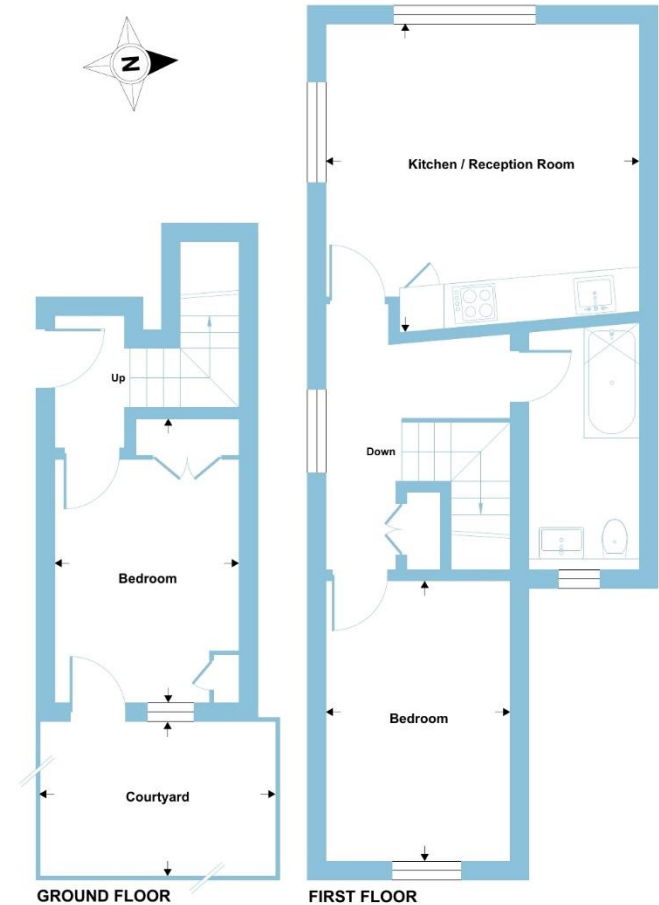 N
Kitchen / Reception Room
Up
Down
Bedroom
Bedroom
Courtyard
GROUND FLOOR
FIRST FLOOR